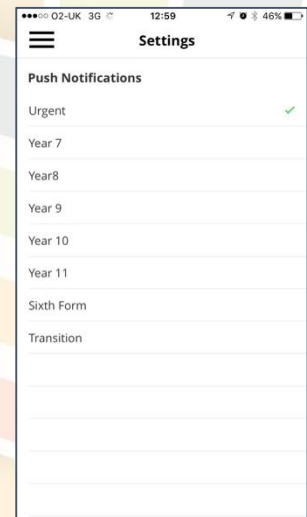 O2-UK 3G 12:59 46%
Settings
Push Notifications
Urgent
Year 7
Year8
Year 9
Year 10
Year 11
Sixth Form
Transition